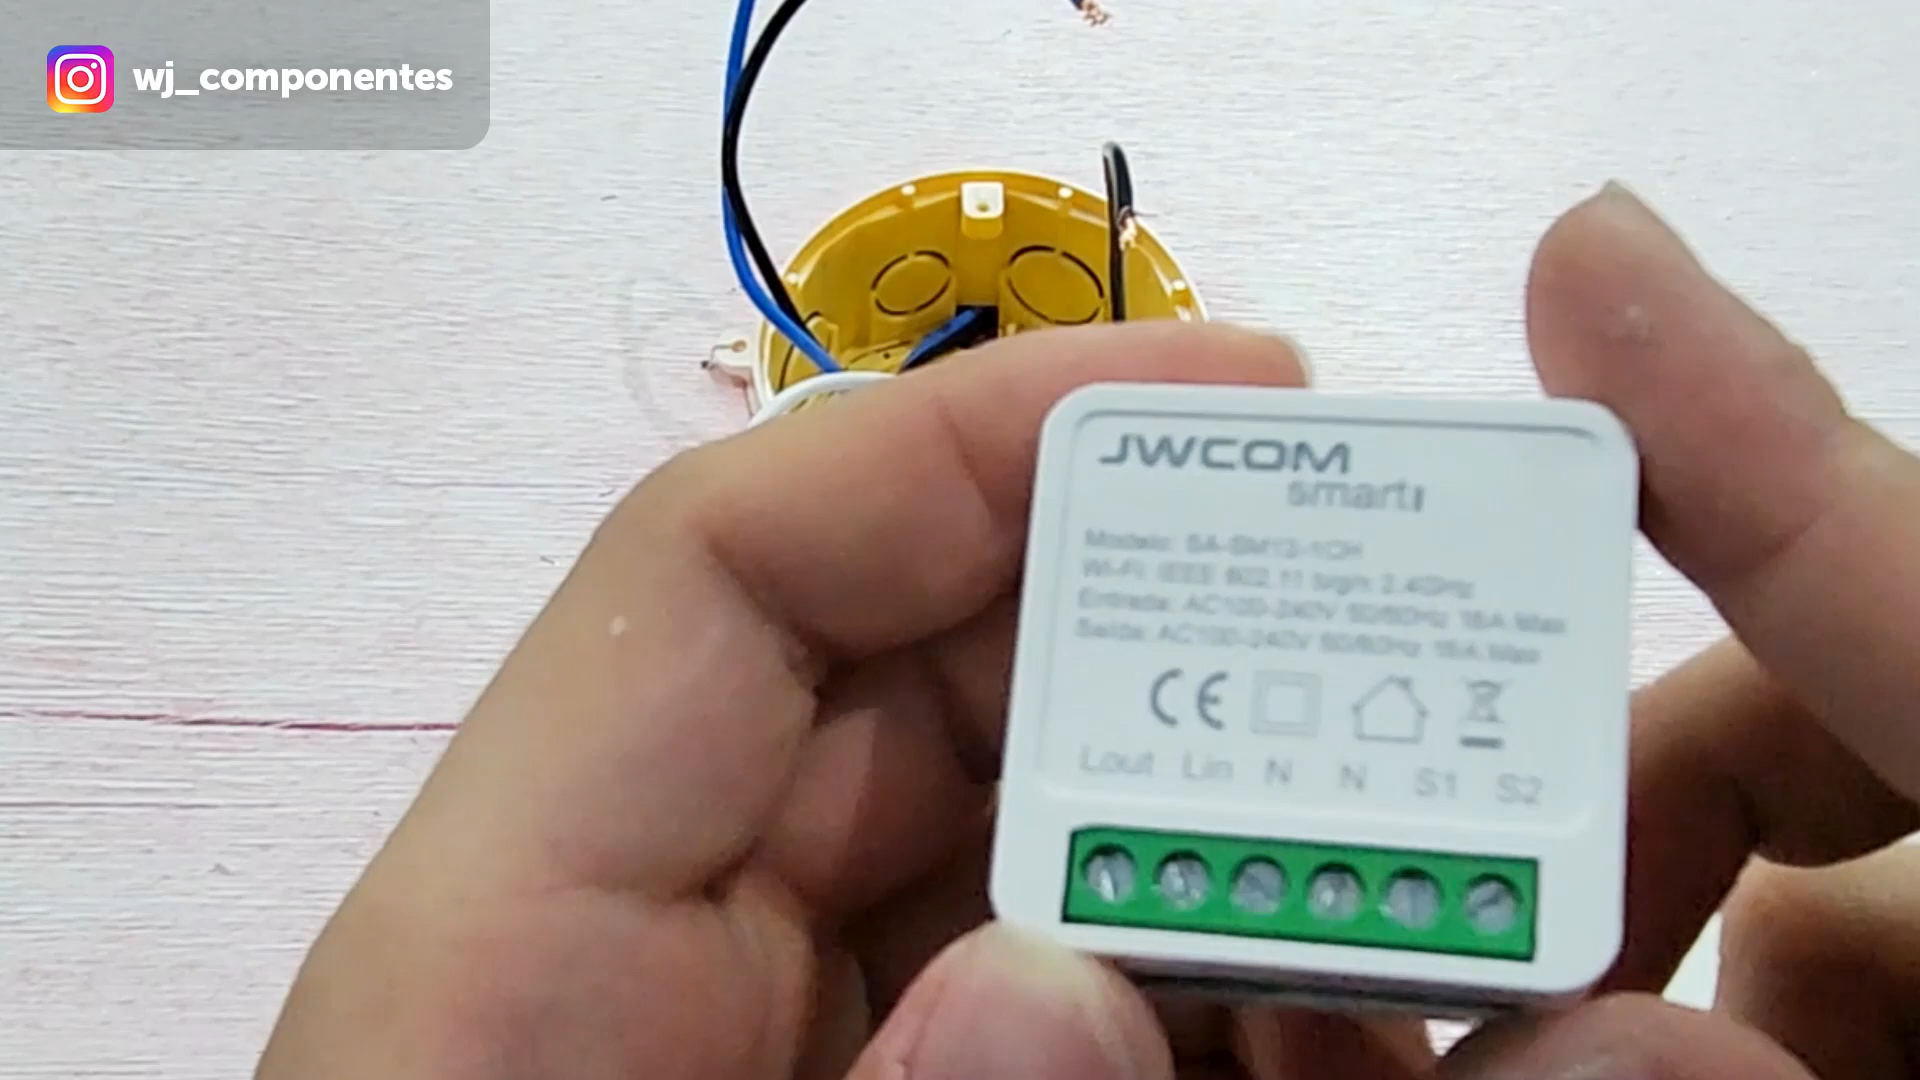 wj_componentes
JWCOM
smart
Modelo: SA-SM12-1CH
Wi-Fi: IEEE 802.11 b/g/n 2.4GHz
Entrada: AC100-240V 50/60Hz 16A Max
Saída: AC100-240V 50/60Hz 16A Max
CE
Lout Lin N N S1 S2